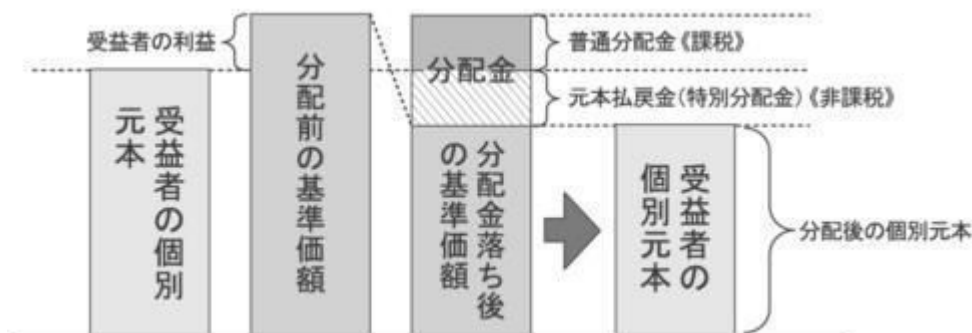 受益者の利益
受益者の個別
元本
分配前の基準価額
分配金
分配金落ち後
の基準価額
普通分配金《課税》
元本払戻金(特別分配金)《非課税》
受益者の
個別元本
分配後の個別元本